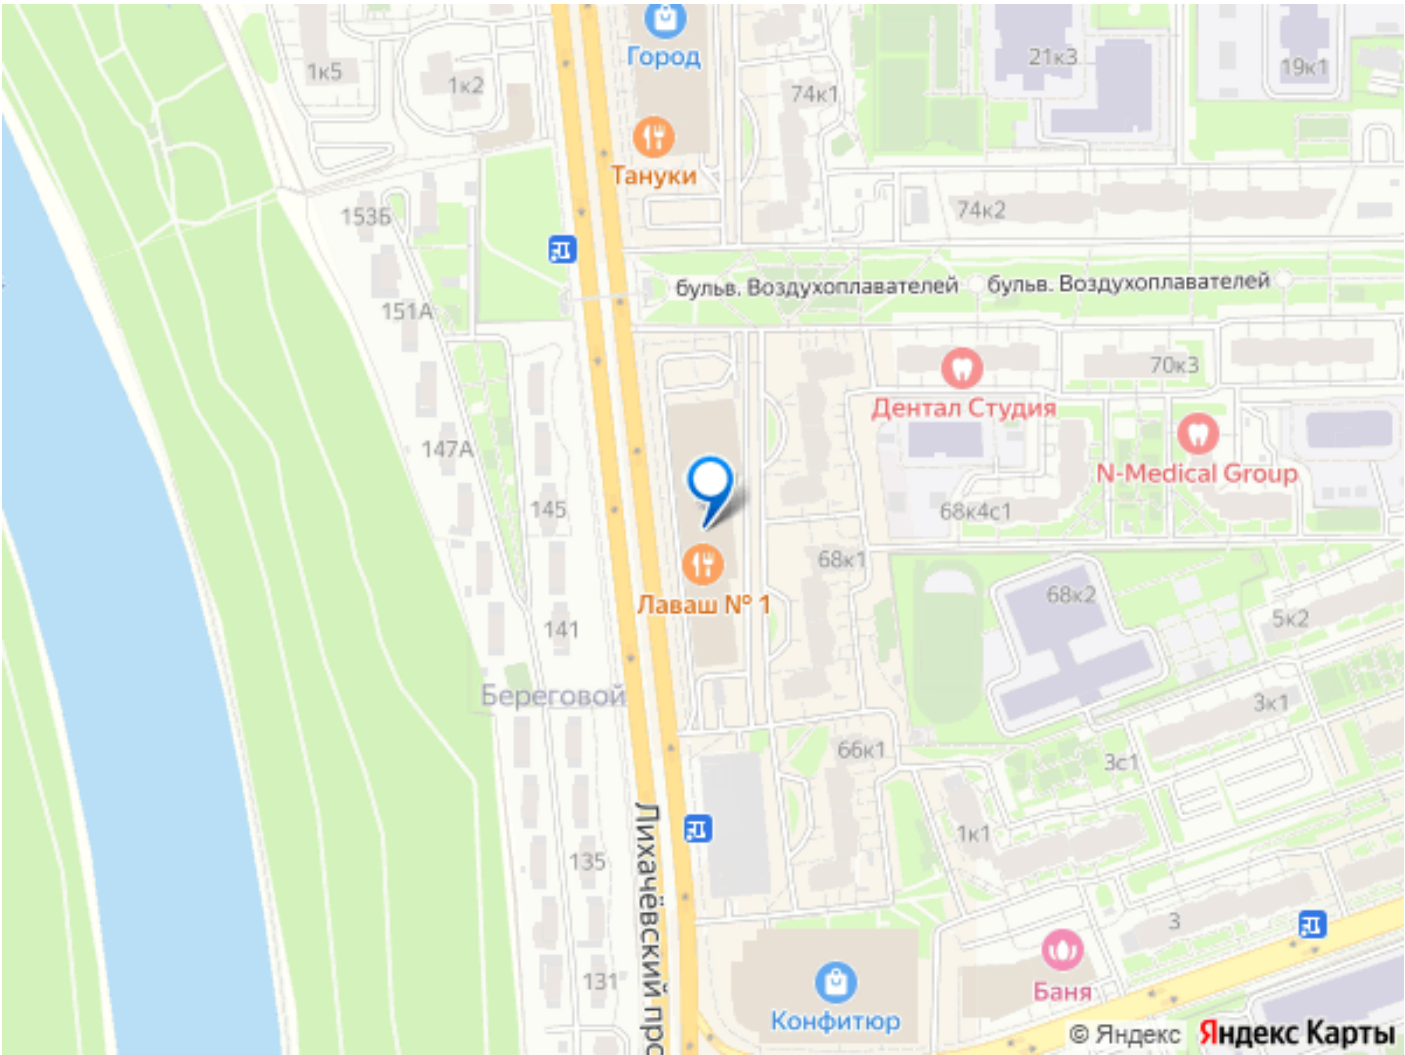 Город
21к3
19к1
1к5
1к2
74к1
Тануки
153Б
74к2
бульв. Воздухоплавателей
бульв. Воздухоплавателей
151А
70к3
Дентал Студия
147А
N-Medical Group
145
68к4с1
68к1
Лаваш № 1
68к2
5к2
141
Береговой
3к1
66к1
3с1
Лихачёвский про
1к1
135
3
131
Баня
Конфитюр
© Яндекс Яндекс Карты